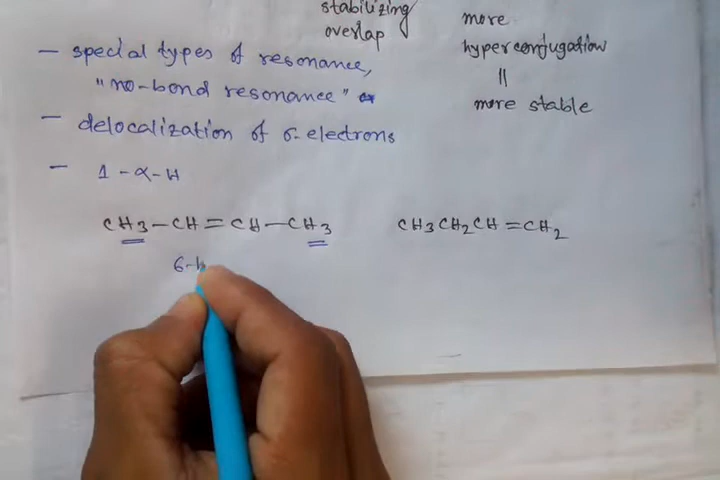 stabilizing
overlap
more
hyperconjugation
||
more stable
- special types of resonance,
"no-bond resonance"
- delocalization of σ-electrons
- 1-α-H
CH3-CH=CH-CH3
CH3CH2CH=CH2
6-h